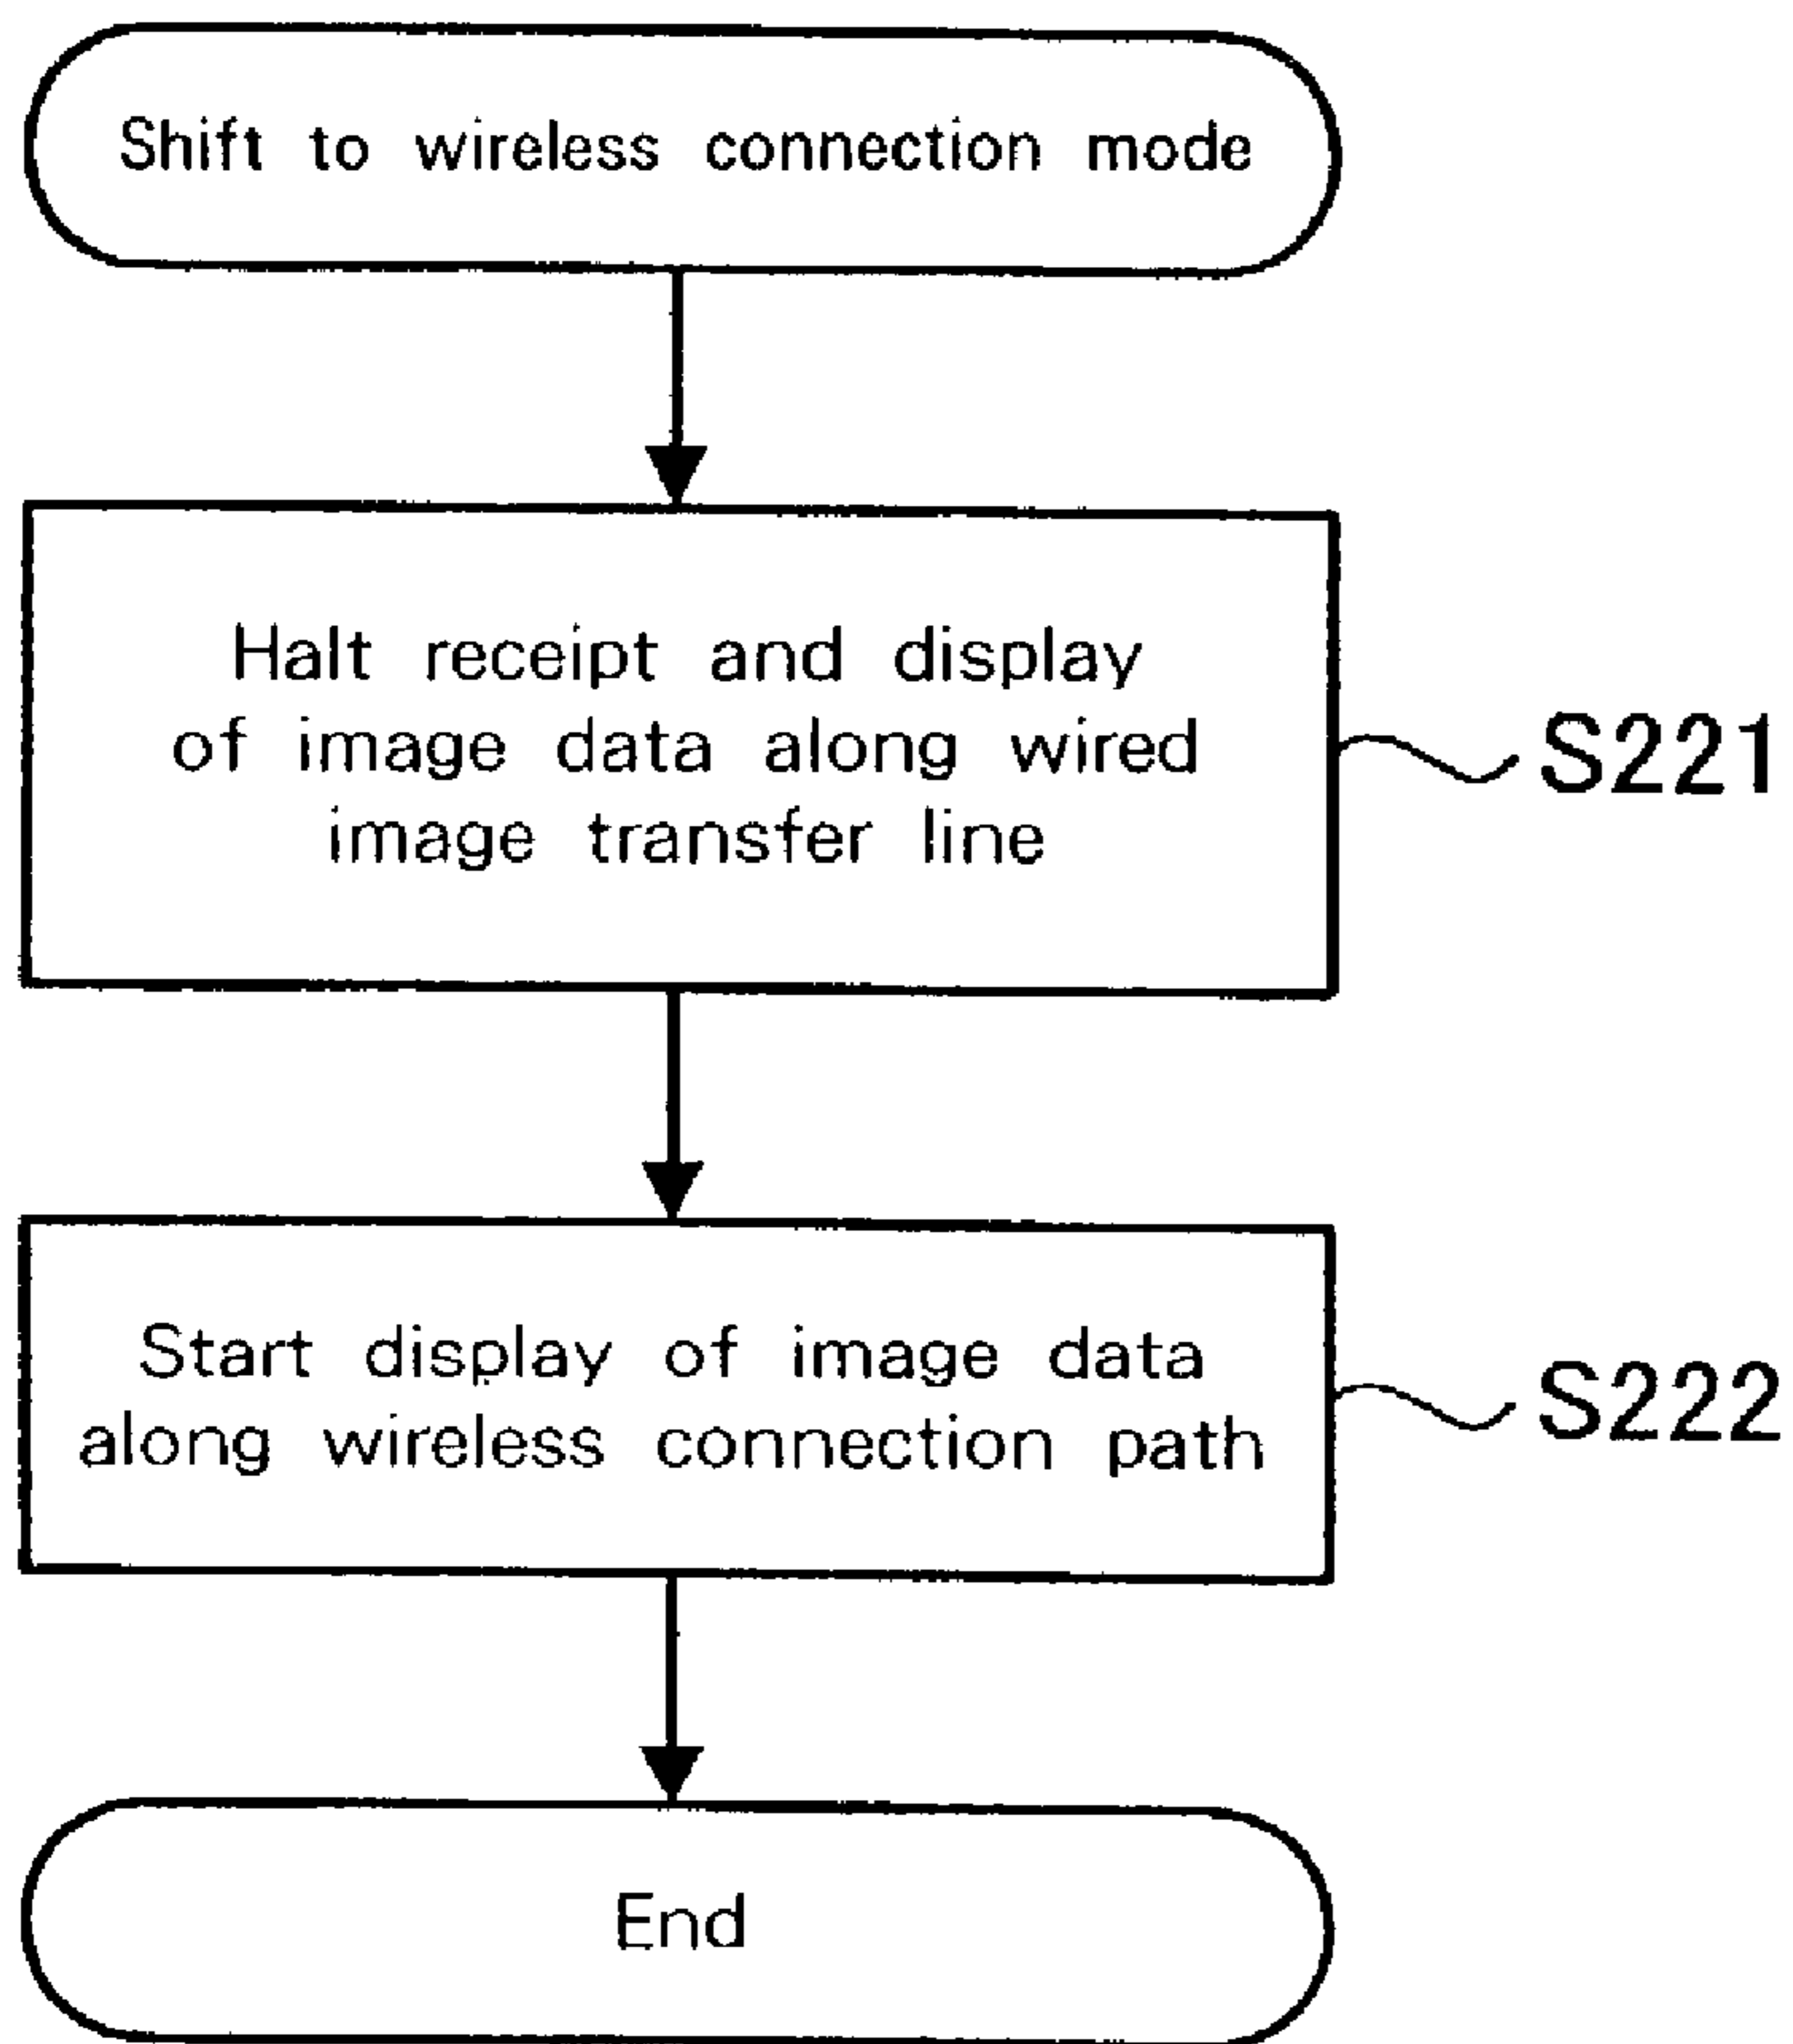 Shift to wireless connection mode
Halt receipt and display
of image data along wired
image transfer line
S221
Start display of image data
along wireless connection path
S222
End